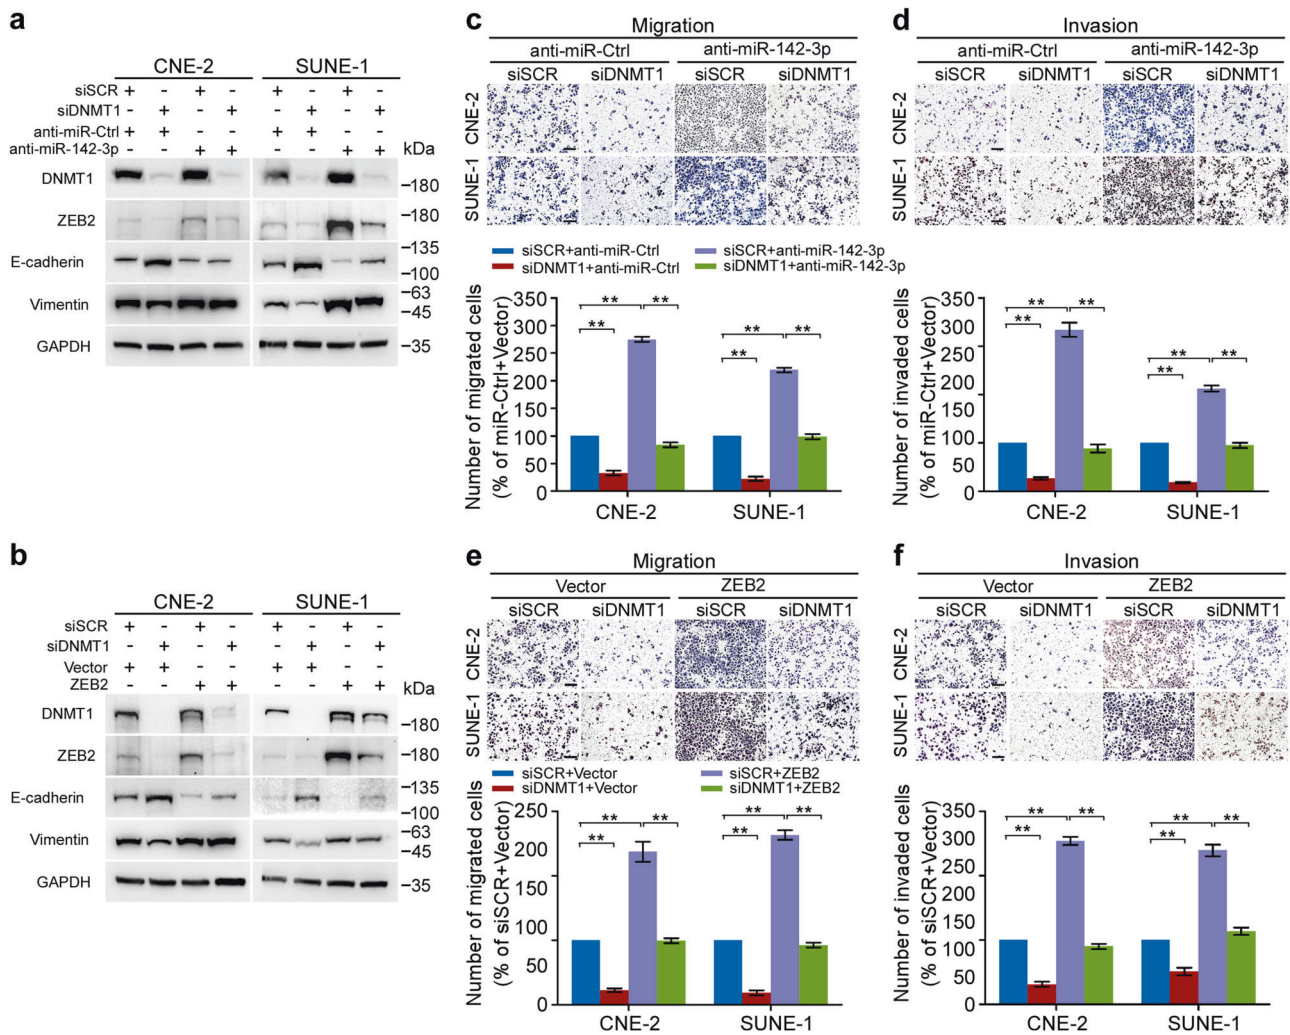 a
CNE-2 SUNE-1
siSCR + - + - + - + -
siDNMT1 - + - + - + - +
anti-miR-Ctrl + + - - + + - -
anti-miR-142-3p - - + + - - + + kDa
DNMT1 –180
ZEB2 –180
E-cadherin –135
–100
Vimentin –63
–45
GAPDH –35
b
CNE-2 SUNE-1
siSCR + - + - + - + -
siDNMT1 - + - + - + - +
Vector + + - - + + - -
ZEB2 - - + + - - + + kDa
DNMT1 –180
ZEB2 –180
E-cadherin –135
–100
Vimentin –63
–45
GAPDH –35
c
Migration
anti-miR-Ctrl anti-miR-142-3p
siSCR siDNMT1 siSCR siDNMT1
CNE-2
SUNE-1
siSCR+anti-miR-Ctrl siSCR+anti-miR-142-3p
siDNMT1+anti-miR-Ctrl siDNMT1+anti-miR-142-3p
Number of migrated cells
(% of miR-Ctrl+Vector)
350
300
250
200
150
100
50
0
** ** **
** ** **
CNE-2 SUNE-1
d
Invasion
anti-miR-Ctrl anti-miR-142-3p
siSCR siDNMT1 siSCR siDNMT1
CNE-2
SUNE-1
Number of invaded cells
(% of miR-Ctrl+Vector)
350
300
250
200
150
100
50
0
** ** **
** ** **
CNE-2 SUNE-1
e
Migration
Vector ZEB2
siSCR siDNMT1 siSCR siDNMT1
CNE-2
SUNE-1
siSCR+Vector siSCR+ZEB2
siDNMT1+Vector siDNMT1+ZEB2
Number of migrated cells
(% of siSCR+Vector)
250
200
150
100
50
0
** ** **
** ** **
CNE-2 SUNE-1
f
Invasion
Vector ZEB2
siSCR siDNMT1 siSCR siDNMT1
CNE-2
SUNE-1
Number of invaded cells
(% of siSCR+Vector)
350
300
250
200
150
100
50
0
** ** **
** ** **
CNE-2 SUNE-1